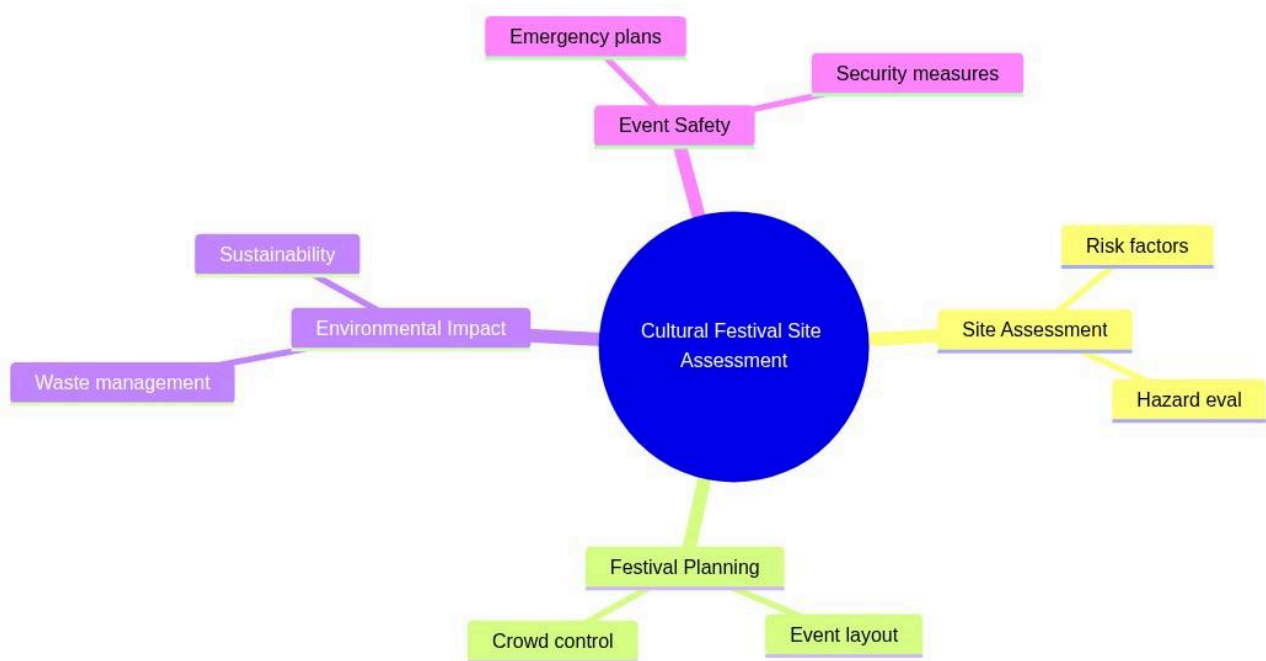 Emergency plans
Security measures
Event Safety
Sustainability
Risk factors
Environmental Impact
Cultural Festival Site
Assessment
Site Assessment
Waste management
Hazard eval
Festival Planning
Crowd control
Event layout